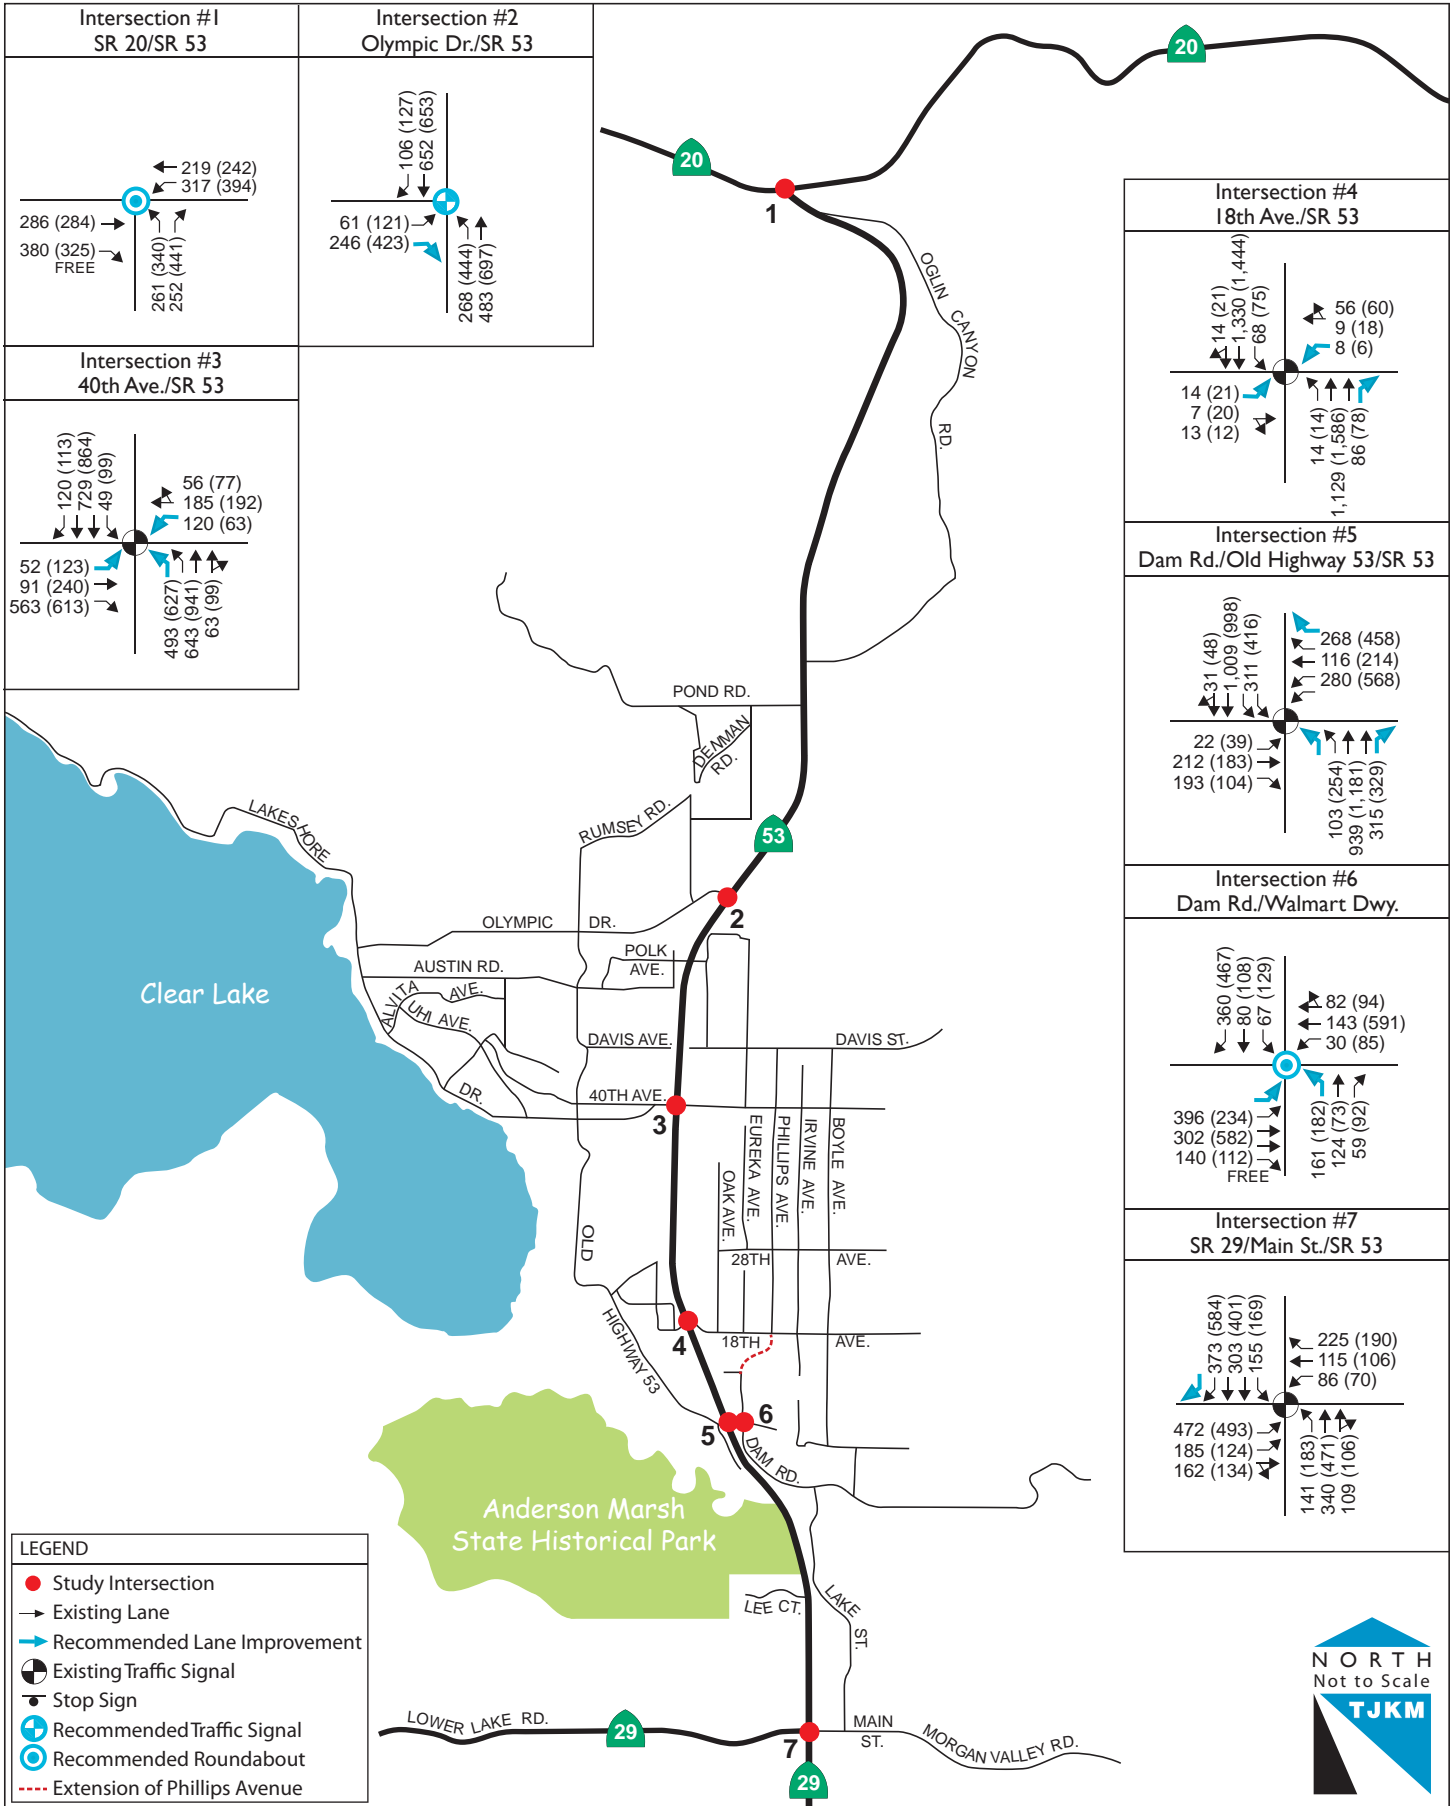 Intersection #1
SR 20/SR 53
219 (242)
317 (394)
286 (284)
380 (325)
FREE
261 (340)
252 (441)
Intersection #2
Olympic Dr./SR 53
106 (127)
652 (653)
61 (121)
246 (423)
268 (444)
483 (697)
Intersection #3
40th Ave./SR 53
120 (113)
729 (864)
49 (99)
56 (77)
185 (192)
120 (63)
52 (123)
91 (240)
563 (613)
493 (627)
643 (941)
63 (99)
Intersection #4
18th Ave./SR 53
14 (21)
1,330 (1,444)
68 (75)
56 (60)
9 (18)
8 (6)
14 (21)
7 (20)
13 (12)
14 (14)
1,129 (1,586)
86 (78)
Intersection #5
Dam Rd./Old Highway 53/SR 53
31 (48)
1,009 (998)
311 (416)
268 (458)
116 (214)
280 (568)
22 (39)
212 (183)
193 (104)
103 (254)
939 (1,181)
315 (329)
Intersection #6
Dam Rd./Walmart Dwy.
360 (467)
80 (108)
67 (129)
82 (94)
143 (591)
30 (85)
396 (234)
302 (582)
140 (112)
FREE
161 (182)
124 (73)
59 (92)
Intersection #7
SR 29/Main St./SR 53
373 (584)
303 (401)
155 (169)
225 (190)
115 (106)
86 (70)
472 (493)
185 (124)
162 (134)
141 (183)
340 (471)
109 (106)
20
20
1
OGLIN CANYON RD.
POND RD.
DENMAN RD.
RUMSEY RD.
53
2
LAKESHORE
OLYMPIC DR.
POLK AVE.
AUSTIN RD.
ALVITA AVE.
UHI AVE.
DAVIS AVE.
DAVIS ST.
DR.
40TH AVE.
3
EUREKA AVE.
PHILLIPS AVE.
IRVINE AVE.
BOYLE AVE.
OAK AVE.
28TH AVE.
OLD
HIGHWAY 53
4
18TH AVE.
5
6
DAM RD.
Clear Lake
Anderson Marsh
State Historical Park
LEE CT.
LAKE ST.
LOWER LAKE RD.
29
7
29
MAIN ST.
MORGAN VALLEY RD.
LEGEND
Study Intersection
Existing Lane
Recommended Lane Improvement
Existing Traffic Signal
Stop Sign
Recommended Traffic Signal
Recommended Roundabout
Extension of Phillips Avenue
NORTH
Not to Scale
TJKM